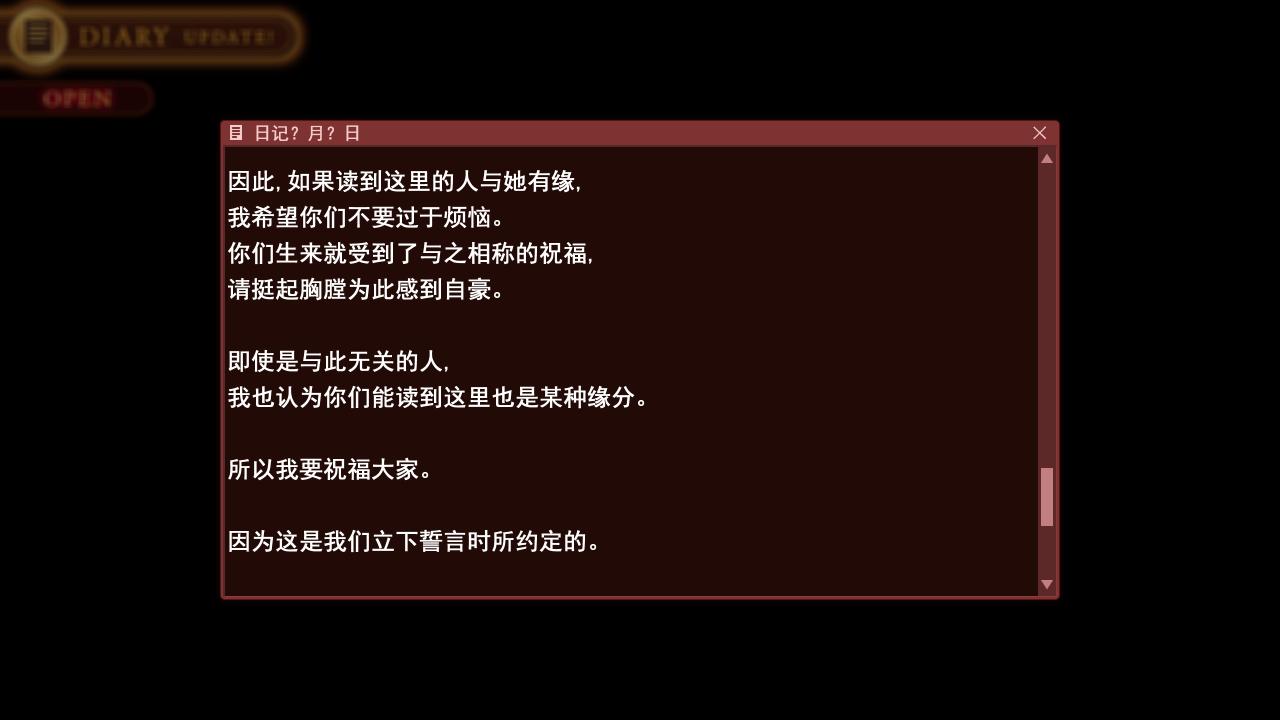 DIARY UPDATE!
OPEN
日记？月？日
因此,如果读到这里的人与她有缘,
我希望你们不要过于烦恼。
你们生来就受到了与之相称的祝福,
请挺起胸膛为此感到自豪。
即使是与此无关的人,
我也认为你们能读到这里也是某种缘分。
所以我要祝福大家。
因为这是我们立下誓言时所约定的。